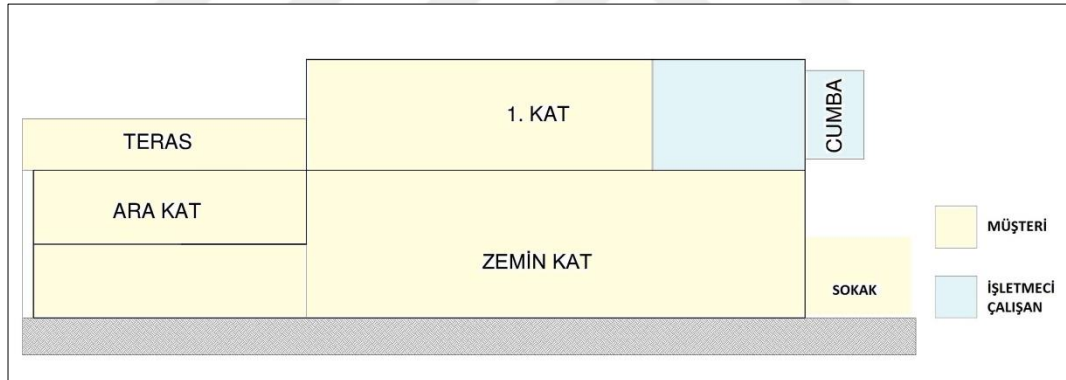 1. KAT
CUMBA
TERAS
ARA KAT
ZEMİN KAT
SOKAK
MÜŞTERİ
İŞLETMECİ
ÇALIŞAN